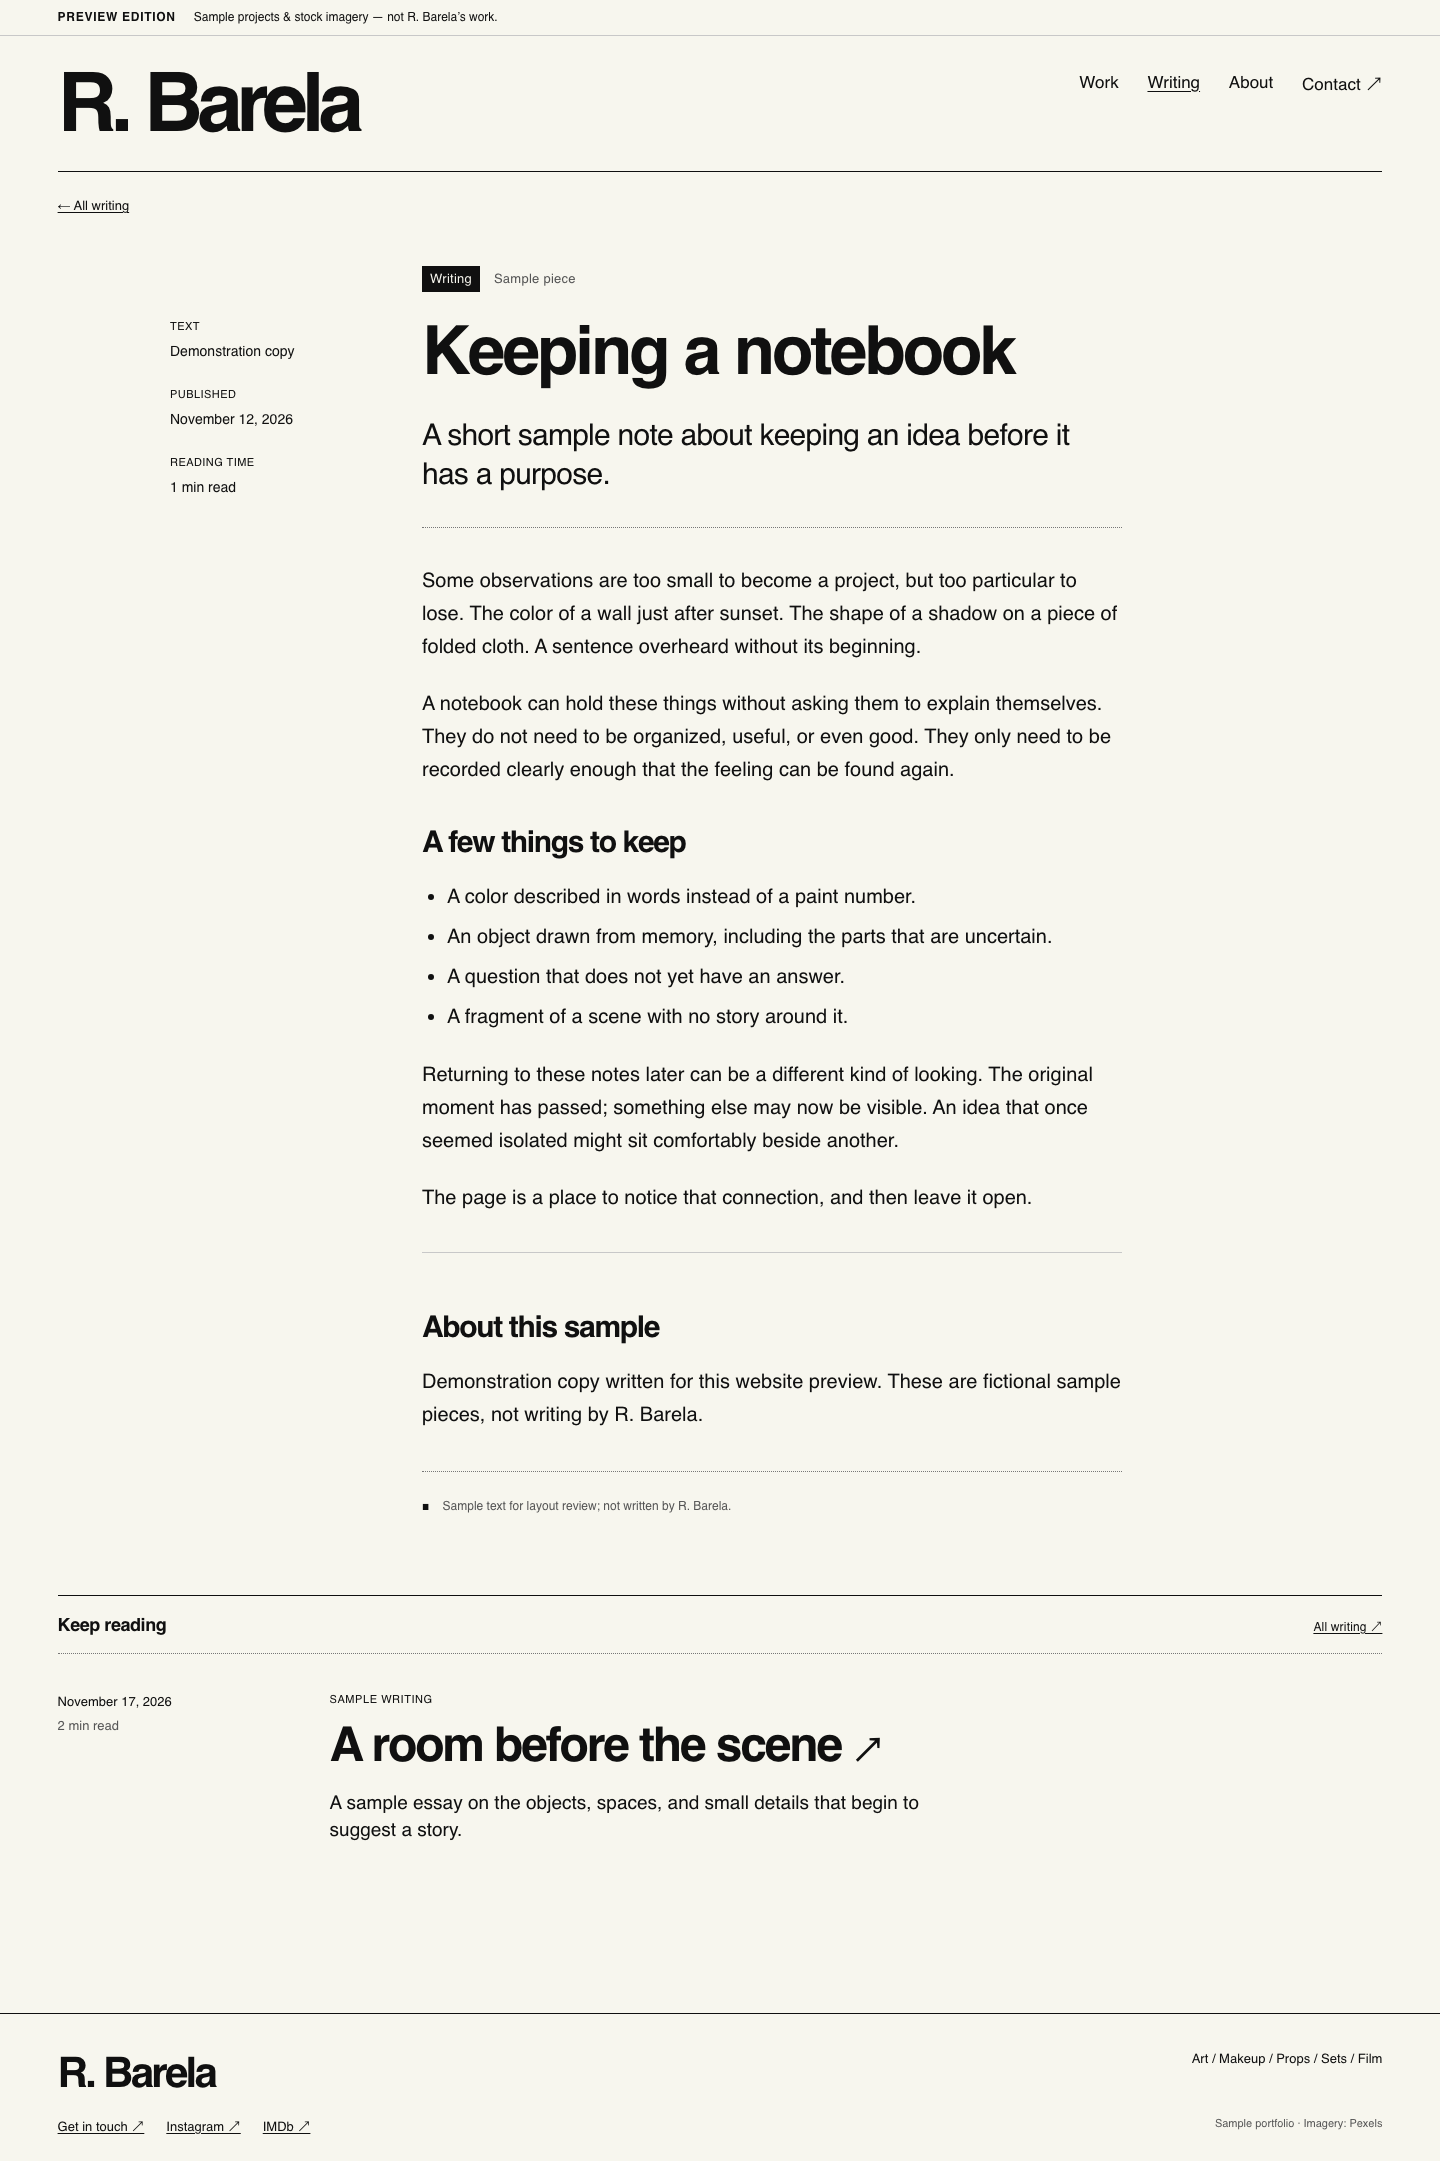 PREVIEW EDITION Sample projects & stock imagery — not R. Barela’s work.
R. Barela
Work Writing About Contact ↗
← All writing
Writing Sample piece
TEXT
Demonstration copy
PUBLISHED
November 12, 2026
READING TIME
1 min read
Keeping a notebook
A short sample note about keeping an idea before it
has a purpose.
Some observations are too small to become a project, but too particular to
lose. The color of a wall just after sunset. The shape of a shadow on a piece of
folded cloth. A sentence overheard without its beginning.
A notebook can hold these things without asking them to explain themselves.
They do not need to be organized, useful, or even good. They only need to be
recorded clearly enough that the feeling can be found again.
A few things to keep
• A color described in words instead of a paint number.
• An object drawn from memory, including the parts that are uncertain.
• A question that does not yet have an answer.
• A fragment of a scene with no story around it.
Returning to these notes later can be a different kind of looking. The original
moment has passed; something else may now be visible. An idea that once
seemed isolated might sit comfortably beside another.
The page is a place to notice that connection, and then leave it open.
About this sample
Demonstration copy written for this website preview. These are fictional sample
pieces, not writing by R. Barela.
■ Sample text for layout review; not written by R. Barela.
Keep reading
All writing ↗
November 17, 2026
2 min read
SAMPLE WRITING
A room before the scene ↗
A sample essay on the objects, spaces, and small details that begin to
suggest a story.
R. Barela
Art / Makeup / Props / Sets / Film
Get in touch ↗ Instagram ↗ IMDb ↗
Sample portfolio · Imagery: Pexels